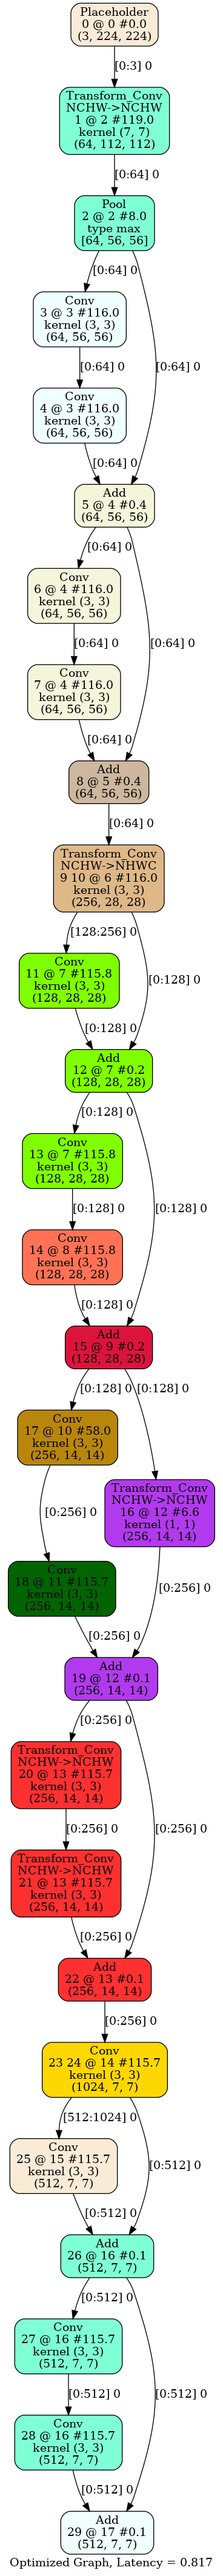 Placeholder
0 @ 0 #0.0
(3, 224, 224)
[0:3] 0
Transform_Conv
NCHW->NCHW
1 @ 2 #119.0
kernel (7, 7)
(64, 112, 112)
[0:64] 0
Pool
2 @ 2 #8.0
type max
[64, 56, 56]
[0:64] 0
Conv
3 @ 3 #116.0
kernel (3, 3)
(64, 56, 56)
[0:64] 0
[0:64] 0
Conv
4 @ 3 #116.0
kernel (3, 3)
(64, 56, 56)
[0:64] 0
Add
5 @ 4 #0.4
(64, 56, 56)
[0:64] 0
Conv
6 @ 4 #116.0
kernel (3, 3)
(64, 56, 56)
[0:64] 0
[0:64] 0
Conv
7 @ 4 #116.0
kernel (3, 3)
(64, 56, 56)
[0:64] 0
Add
8 @ 5 #0.4
(64, 56, 56)
[0:64] 0
Transform_Conv
NCHW->NHWC
9 10 @ 6 #116.0
kernel (3, 3)
(256, 28, 28)
[128:256] 0
Conv
11 @ 7 #115.8
kernel (3, 3)
(128, 28, 28)
[0:128] 0
[0:128] 0
Add
12 @ 7 #0.2
(128, 28, 28)
[0:128] 0
Conv
13 @ 7 #115.8
kernel (3, 3)
(128, 28, 28)
[0:128] 0
[0:128] 0
Conv
14 @ 8 #115.8
kernel (3, 3)
(128, 28, 28)
[0:128] 0
Add
15 @ 9 #0.2
(128, 28, 28)
[0:128] 0
[0:128] 0
Conv
17 @ 10 #58.0
kernel (3, 3)
(256, 14, 14)
Transform_Conv
NCHW->NCHW
16 @ 12 #6.6
kernel (1, 1)
(256, 14, 14)
[0:256] 0
Conv
18 @ 11 #115.7
kernel (3, 3)
(256, 14, 14)
[0:256] 0
[0:256] 0
Add
19 @ 12 #0.1
(256, 14, 14)
[0:256] 0
Transform_Conv
NCHW->NCHW
20 @ 13 #115.7
kernel (3, 3)
(256, 14, 14)
[0:256] 0
[0:256] 0
Transform_Conv
NCHW->NCHW
21 @ 13 #115.7
kernel (3, 3)
(256, 14, 14)
[0:256] 0
Add
22 @ 13 #0.1
(256, 14, 14)
[0:256] 0
Conv
23 24 @ 14 #115.7
kernel (3, 3)
(1024, 7, 7)
[512:1024] 0
Conv
25 @ 15 #115.7
kernel (3, 3)
(512, 7, 7)
[0:512] 0
[0:512] 0
Add
26 @ 16 #0.1
(512, 7, 7)
[0:512] 0
Conv
27 @ 16 #115.7
kernel (3, 3)
(512, 7, 7)
[0:512] 0
[0:512] 0
Conv
28 @ 16 #115.7
kernel (3, 3)
(512, 7, 7)
[0:512] 0
Add
29 @ 17 #0.1
(512, 7, 7)
Optimized Graph, Latency = 0.817